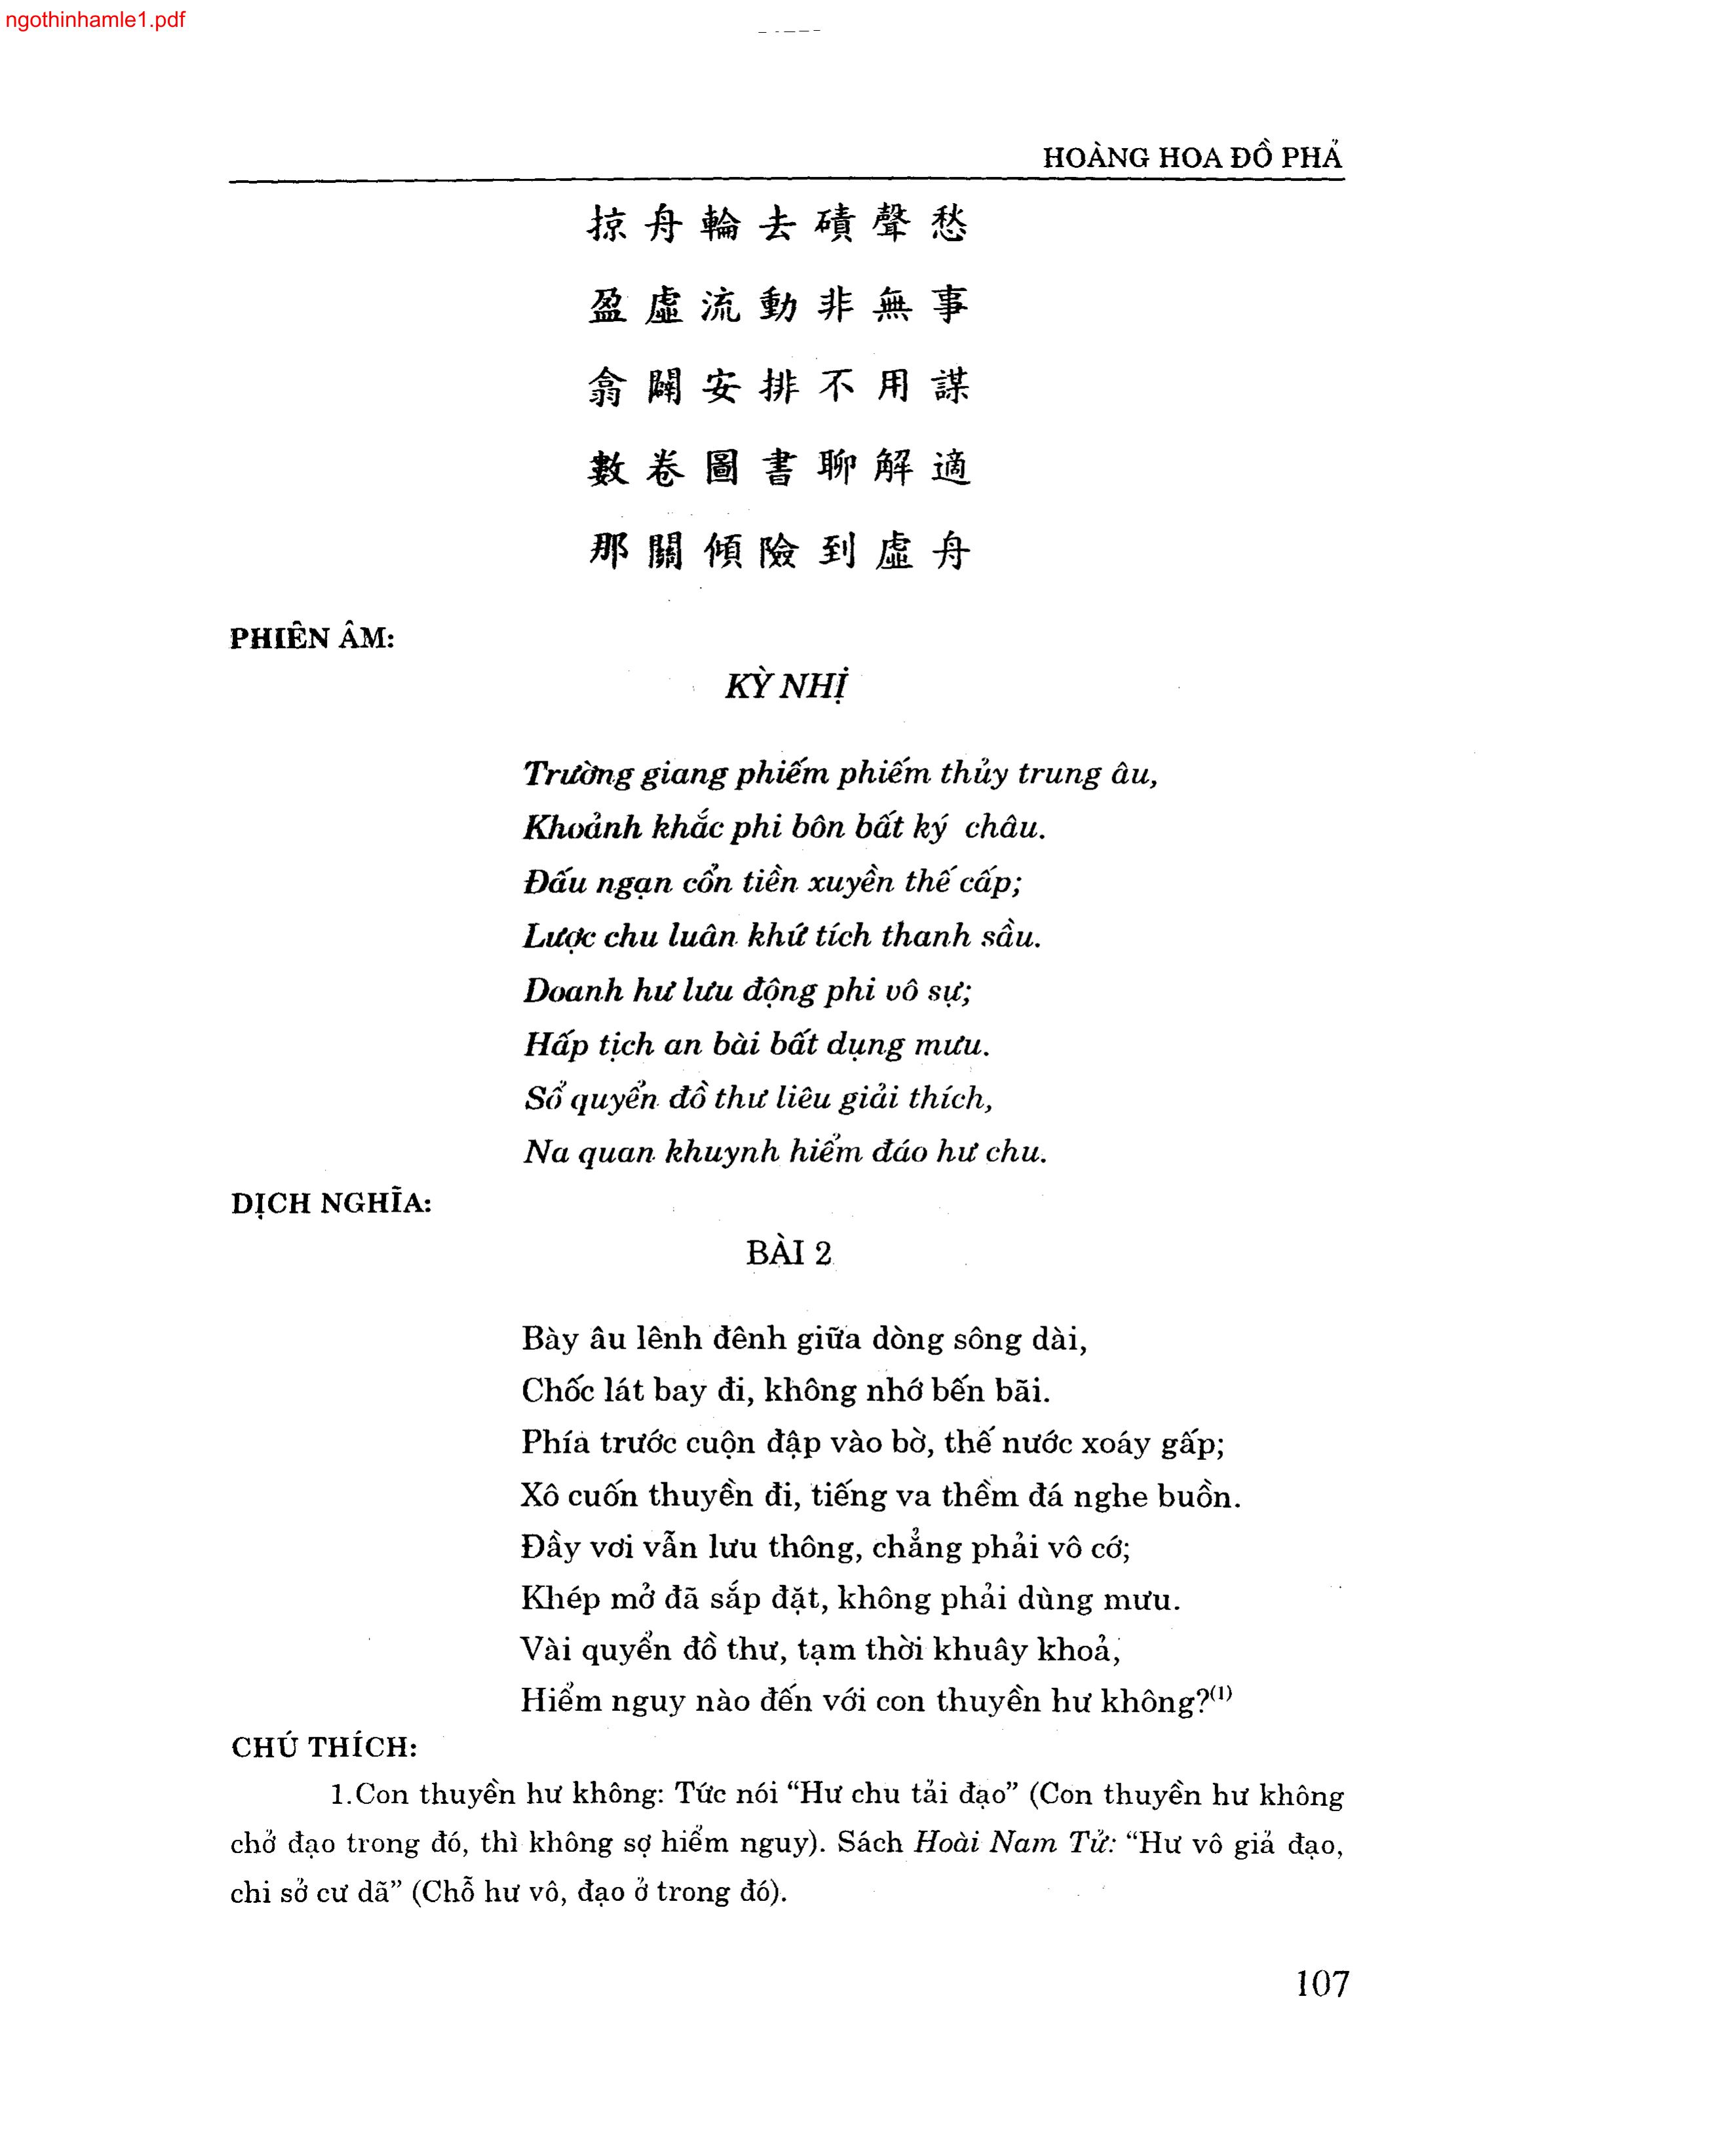 ngothinhamle1.pdf
HOÀNG HOA ĐỒ PHẢ
掠舟輪去磧聲愁
盈虛流動非無事
翕闢安排不用謀
數卷圖書聊解適
那關傾險到虛舟
PHIÊN ÂM:
KỲ NHỊ
Trường giang phiếm phiếm thủy trung âu,
Khoảnh khắc phi bôn bất ký châu.
Đấu ngạn cổn tiền xuyền thế cấp;
Lược chu luân khứ tích thanh sầu.
Doanh hư lưu động phi vô sự;
Hấp tịch an bài bất dụng mưu.
Sổ quyển đồ thư liêu giải thích,
Na quan khuynh hiểm đáo hư chu.
DỊCH NGHĨA:
BÀI 2
Bày âu lênh đênh giữa dòng sông dài,
Chốc lát bay đi, không nhớ bến bãi.
Phía trước cuộn đập vào bờ, thế nước xoáy gấp;
Xô cuốn thuyền đi, tiếng va thềm đá nghe buồn.
Đầy vơi vẫn lưu thông, chẳng phải vô cớ;
Khép mở đã sắp đặt, không phải dùng mưu.
Vài quyển đồ thư, tạm thời khuây khoả,
Hiểm nguy nào đến với con thuyền hư không?(1)
CHÚ THÍCH:
1.Con thuyền hư không: Tức nói “Hư chu tải đạo” (Con thuyền hư không
chở đạo trong đó, thì không sợ hiểm nguy). Sách Hoài Nam Tử: “Hư vô giả đạo,
chi sở cư dã” (Chỗ hư vô, đạo ở trong đó).
107